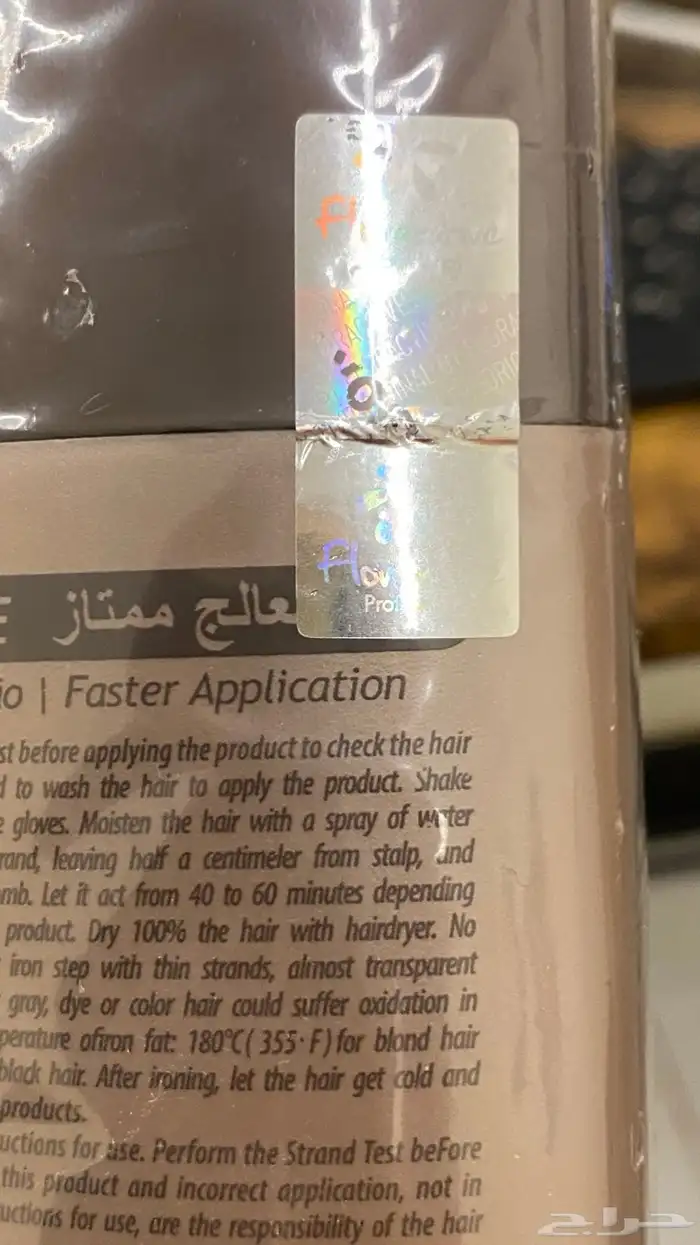 Fl
ORIGINAL
Flow
Pro
معالج ممتاز
io | Faster Application
st before applying the product to check the hair
d to wash the hair to apply the product. Shake
e gloves. Moisten the hair with a spray of water
rand, leaving half a centimeler from stalp, and
mb. Let it act from 40 to 60 minutes depending
product. Dry 100% the hair with hairdryer. No
iron step with thin strands, almost transparent
gray, dye or color hair could suffer oxidation in
perature ofiron fat: 180°C( 355· F) for blond hair
black hair. After ironing, let the hair get cold and
products.
uctions for use. Perform the Strand Test beFore
this product and incorrect application, not in
uctions for use, are the responsibility of the hair
حراج